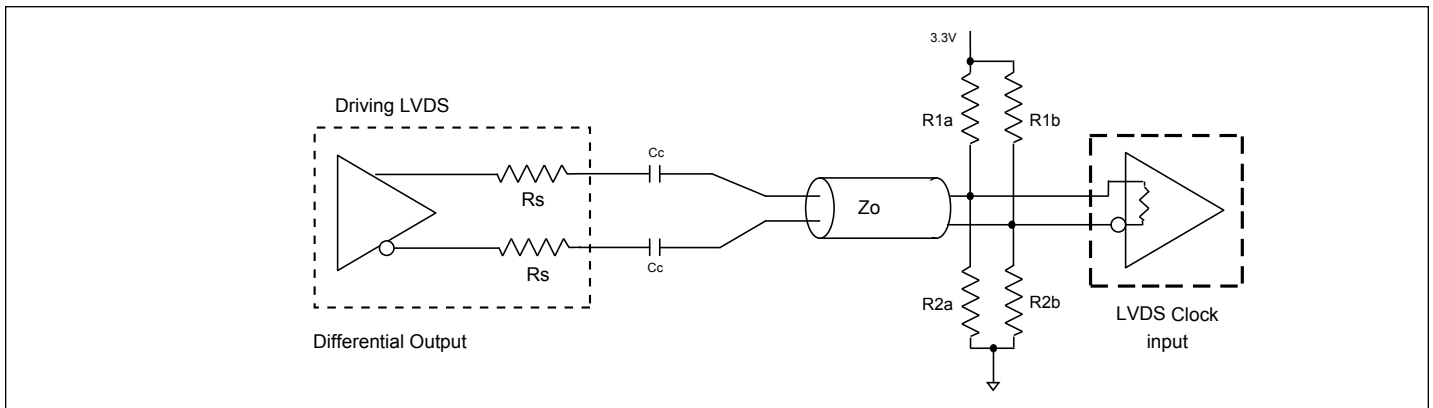 3.3V
Driving LVDS
R1a
R1b
Cc
Rs
Zo
Rs
Cc
R2a
R2b
LVDS Clock
input
Differential Output